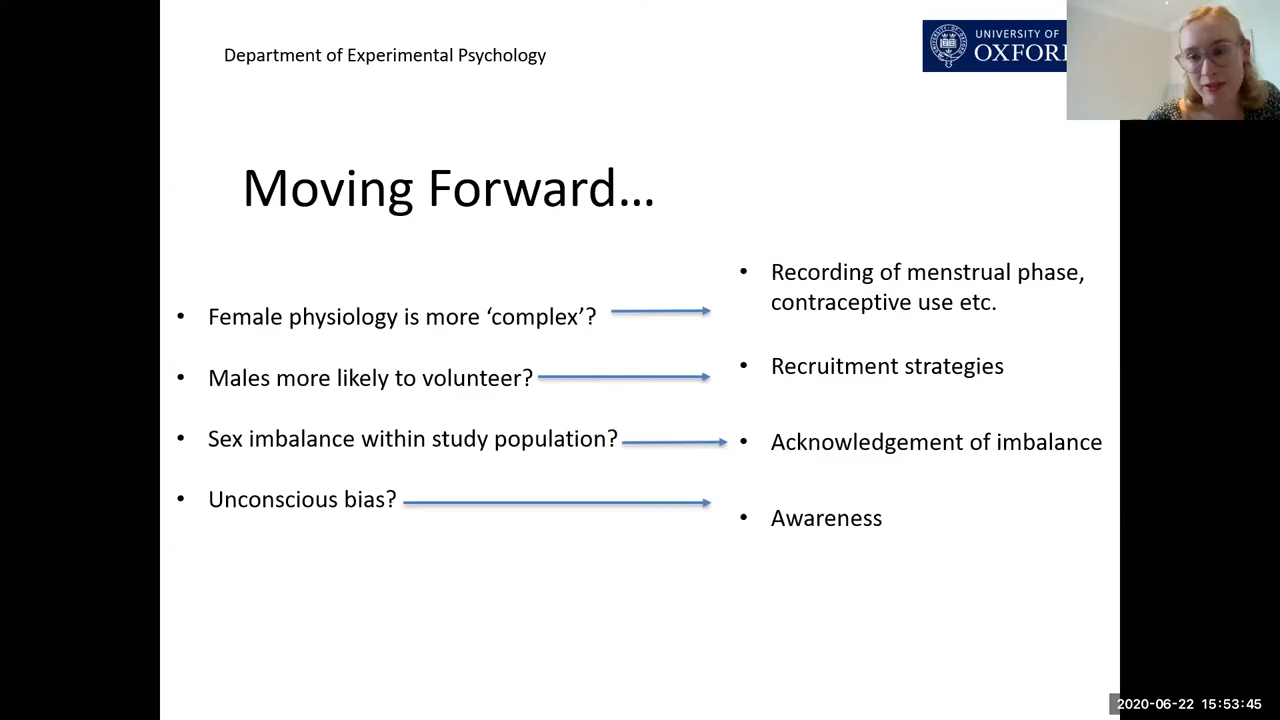 Department of Experimental Psychology
UNIVERSITY OF
OXFORD
Moving Forward...
• Female physiology is more ‘complex’?
• Males more likely to volunteer?
• Sex imbalance within study population?
• Unconscious bias?
• Recording of menstrual phase,
contraceptive use etc.
• Recruitment strategies
• Acknowledgement of imbalance
• Awareness
2020-06-22 15:53:45